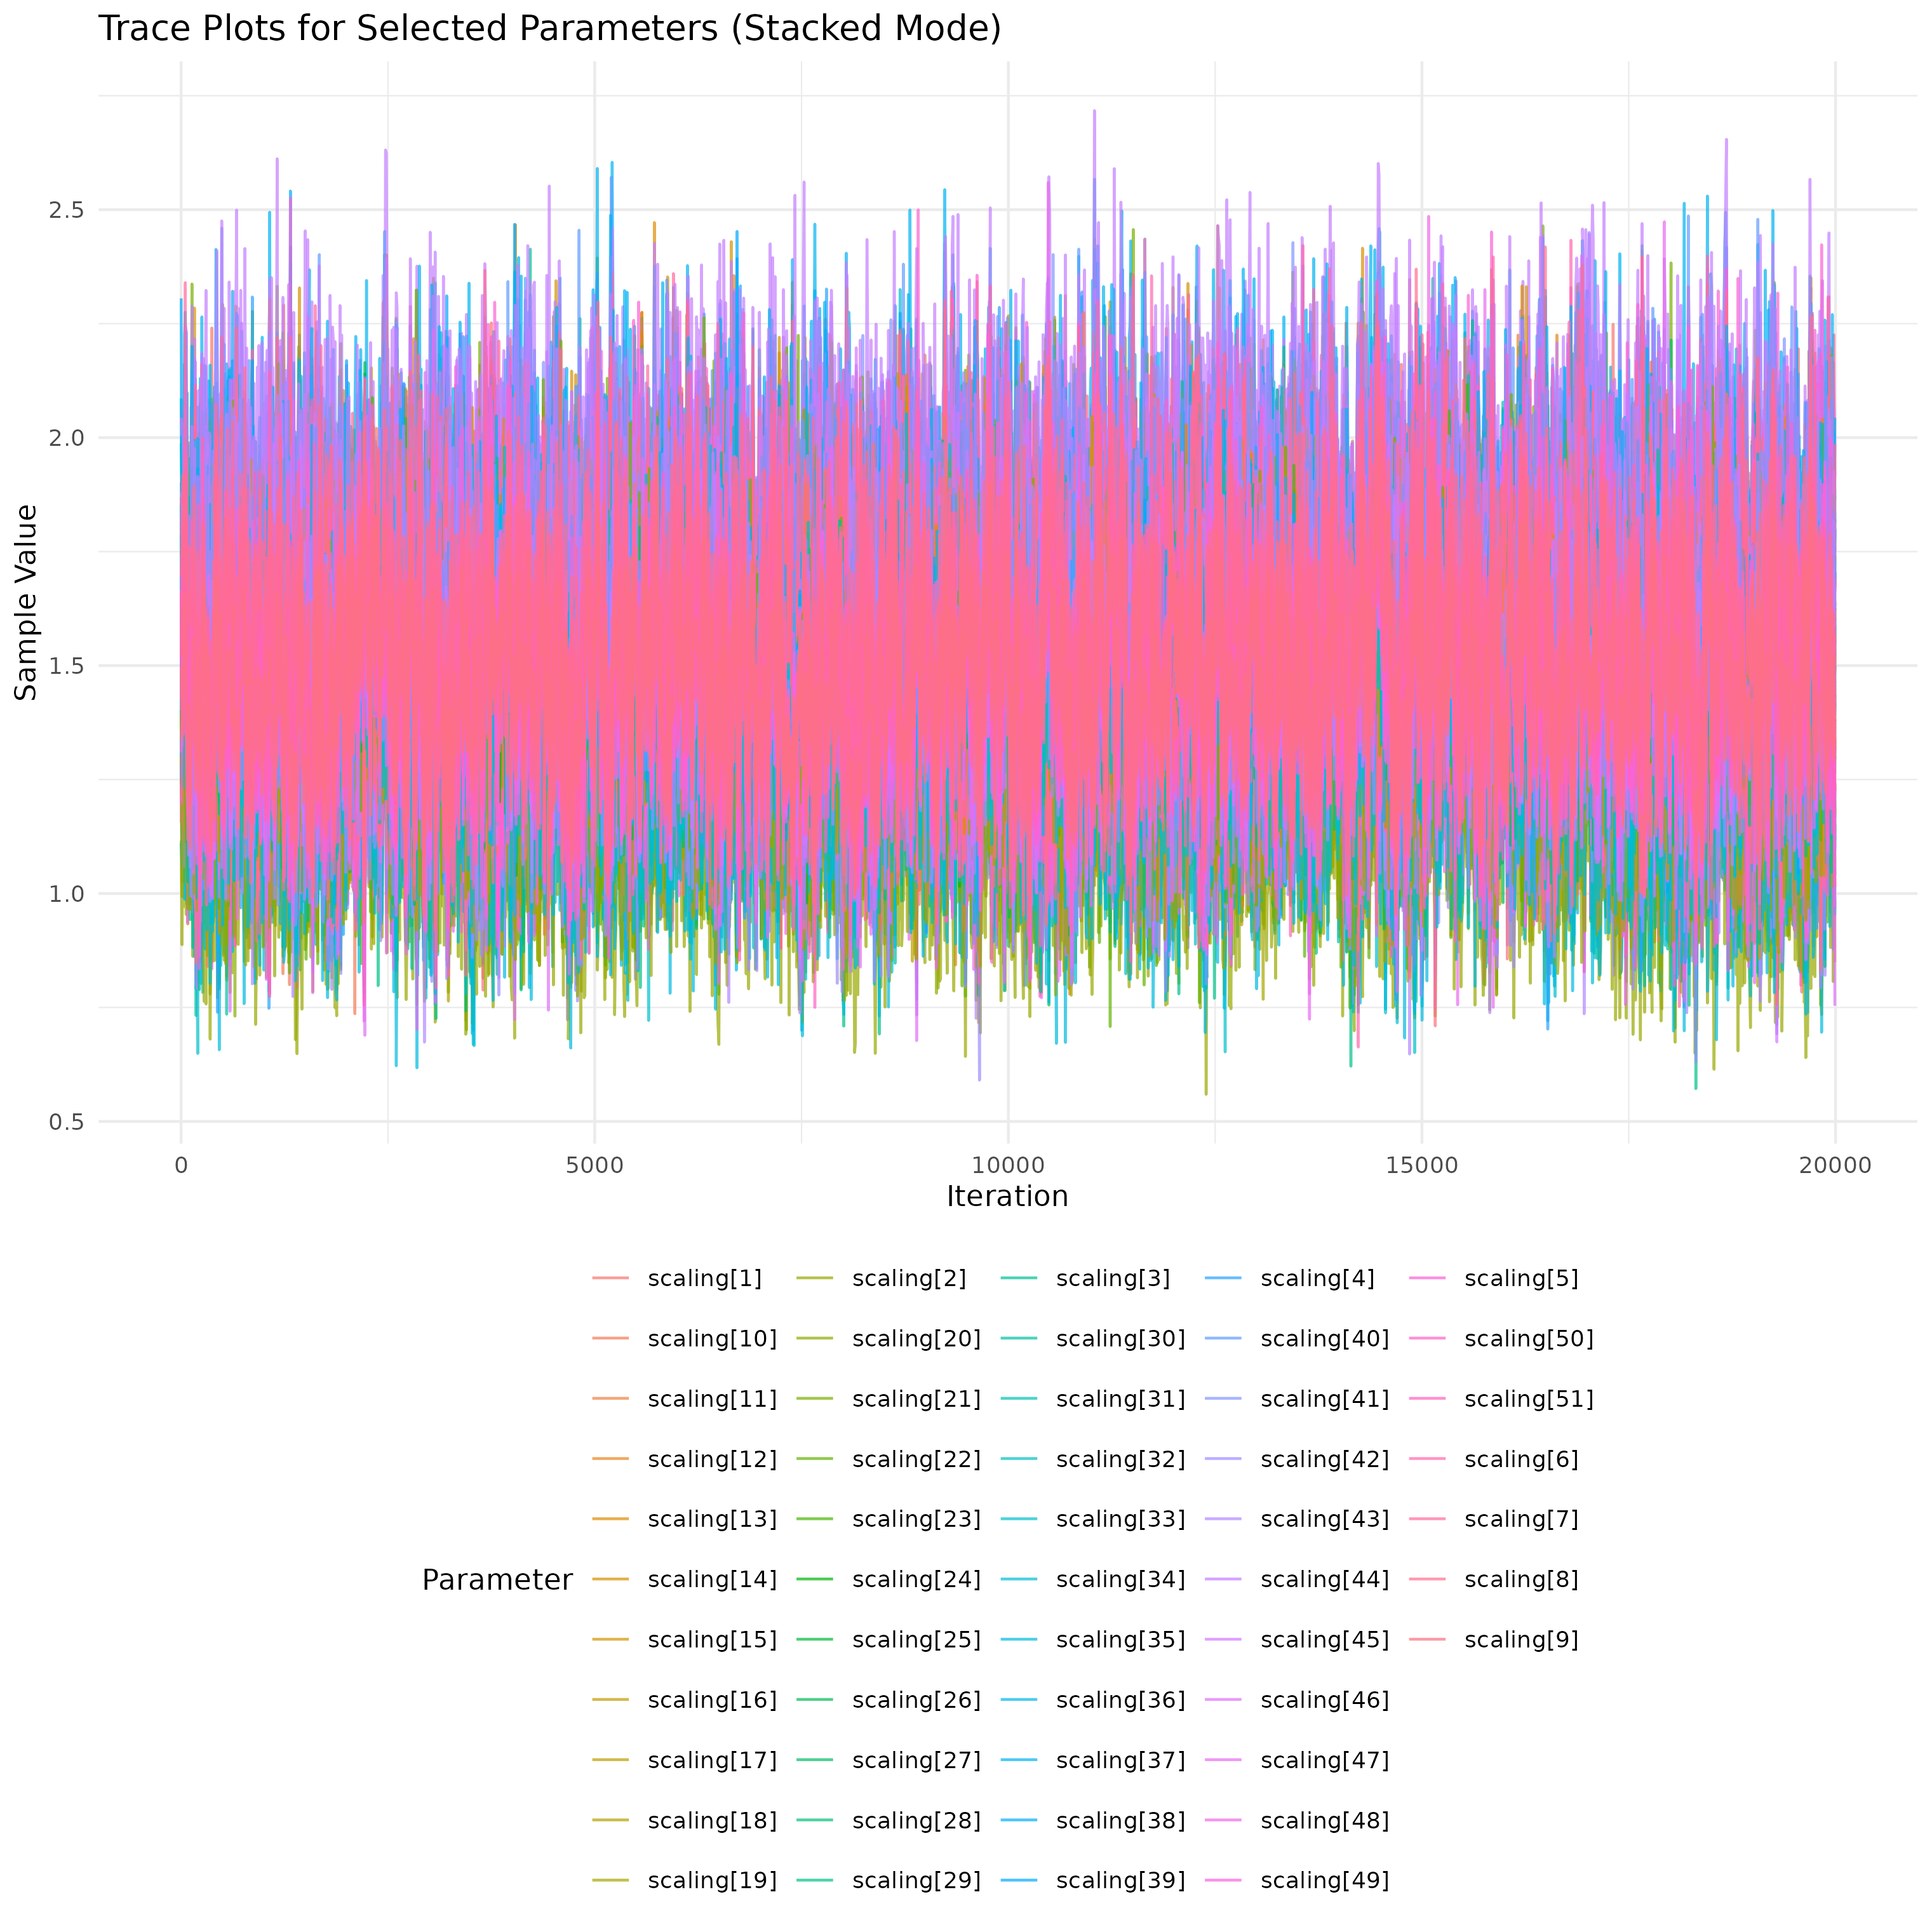 Trace Plots for Selected Parameters (Stacked Mode)
Sample Value
2.5
2.0
1.5
1.0
0.5
0 5000 10000 15000 20000
Iteration
Parameter
scaling[1] scaling[2] scaling[3] scaling[4] scaling[5]
scaling[10] scaling[20] scaling[30] scaling[40] scaling[50]
scaling[11] scaling[21] scaling[31] scaling[41] scaling[51]
scaling[12] scaling[22] scaling[32] scaling[42] scaling[6]
scaling[13] scaling[23] scaling[33] scaling[43] scaling[7]
scaling[14] scaling[24] scaling[34] scaling[44] scaling[8]
scaling[15] scaling[25] scaling[35] scaling[45] scaling[9]
scaling[16] scaling[26] scaling[36] scaling[46]
scaling[17] scaling[27] scaling[37] scaling[47]
scaling[18] scaling[28] scaling[38] scaling[48]
scaling[19] scaling[29] scaling[39] scaling[49]